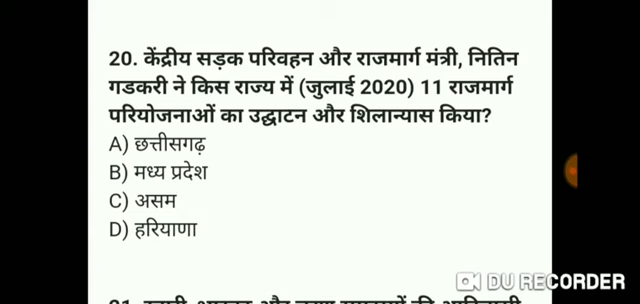 20. केंद्रीय सड़क परिवहन और राजमार्ग मंत्री, नितिन
गडकरी ने किस राज्य में (जुलाई 2020) 11 राजमार्ग
परियोजनाओं का उद्घाटन और शिलान्यास किया?
A) छत्तीसगढ़
B) मध्य प्रदेश
C) असम
D) हरियाणा
DU RECORDER